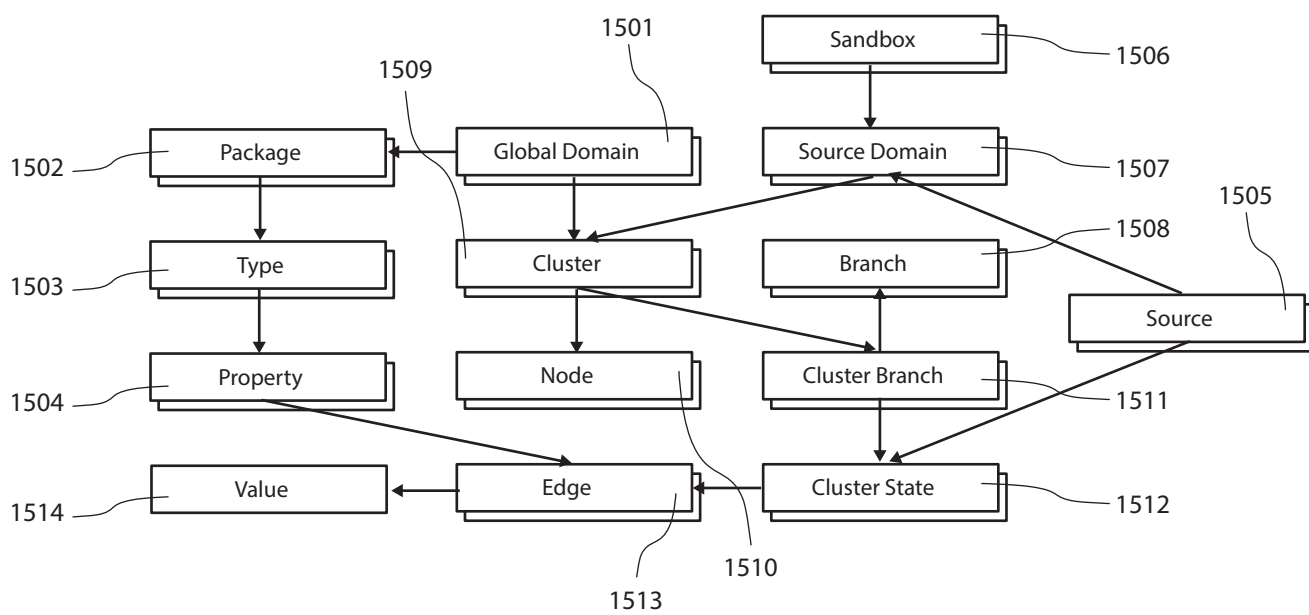 1501
Sandbox
1506
1509
Package
Global Domain
Source Domain
1502
1507
1505
1508
Type
Cluster
Branch
1503
Source
Property
Node
Cluster Branch
1504
1511
Value
Edge
Cluster State
1514
1512
1510
1513